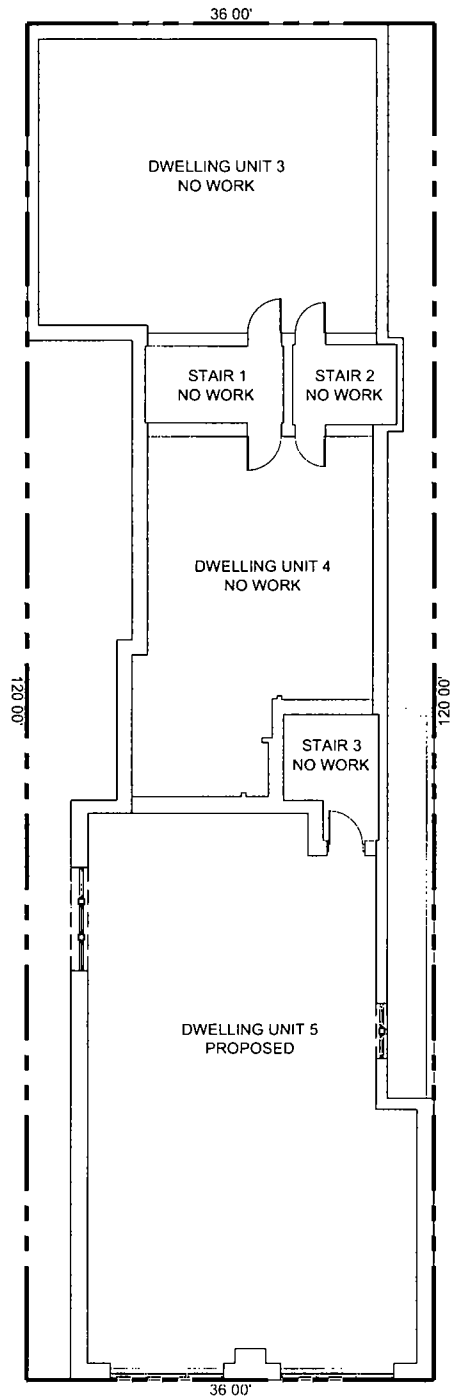 36 00'
DWELLING UNIT 3
NO WORK
STAIR 1
NO WORK
STAIR 2
NO WORK
DWELLING UNIT 4
NO WORK
120 00'
120 00'
STAIR 3
NO WORK
DWELLING UNIT 5
PROPOSED
36 00'